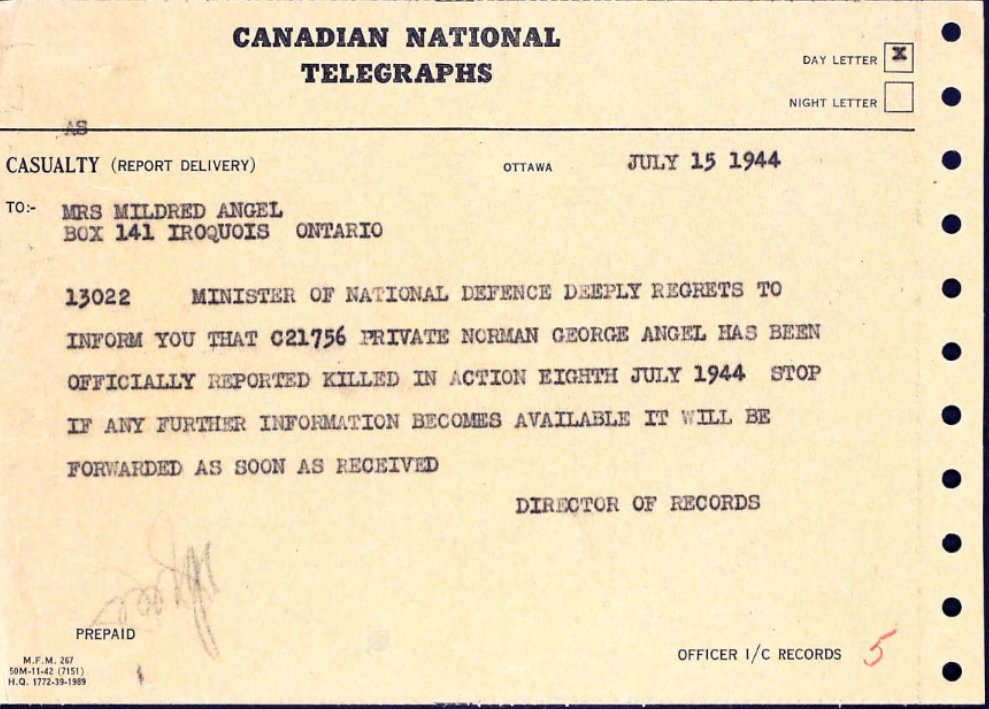 CANADIAN NATIONAL
TELEGRAPHS
DAY LETTER X
NIGHT LETTER
AS
CASUALTY (REPORT DELIVERY) OTTAWA JULY 15 1944
TO:- MRS MILDRED ANGEL
BOX 141 IROQUOIS ONTARIO
13022 MINISTER OF NATIONAL DEFENCE DEEPLY REGRETS TO
INFORM YOU THAT C21756 PRIVATE NORMAN GEORGE ANGEL HAS BEEN
OFFICIALLY REPORTED KILLED IN ACTION EIGHTH JULY 1944 STOP
IF ANY FURTHER INFORMATION BECOMES AVAILABLE IT WILL BE
FORWARDED AS SOON AS RECEIVED
DIRECTOR OF RECORDS
PREPAID
OFFICER I/C RECORDS 5
M.F.M. 267
50M-11-42 (7151)
H.Q. 1772-39-1989